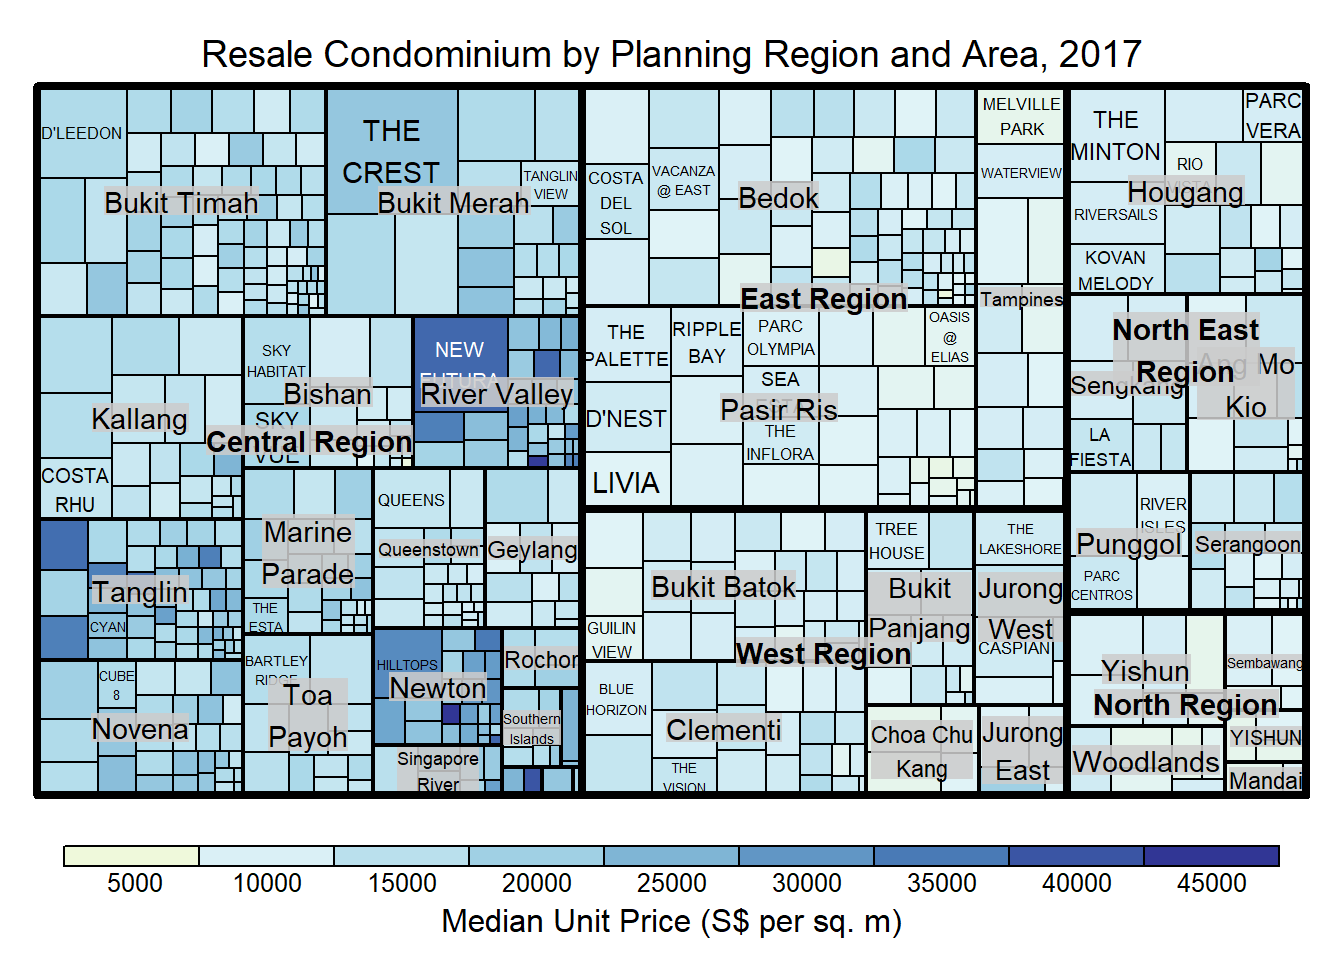 Resale Condominium by Planning Region and Area, 2017
D'LEEDON
Bukit Timah
THE
CREST
TANGLIN
VIEW
Bukit Merah
Kallang
COSTA
RHU
SKY
HABITAT
Bishan
SKY
VUE
NEW
FUTURA
River Valley
Central Region
Tanglin
CYAN
Marine
Parade
THE
ESTA
QUEENS
Queenstown
Geylang
CUBE
8
Novena
BARTLEY
RIDGE
Toa
Payoh
HILLTOPS
Newton
Rochor
Southern
Islands
Singapore
River
COSTA
DEL
SOL
VACANZA
@ EAST
Bedok
MELVILLE
PARK
WATERVIEW
Tampines
East Region
THE
PALETTE
RIPPLE
BAY
PARC
OLYMPIA
OASIS
@
ELIAS
SEA
D'NEST
Pasir Ris
THE
INFLORA
LIVIA
Bukit Batok
GUILIN
VIEW
TREE
HOUSE
Bukit
Panjang
THE
LAKESHORE
Jurong
West
CASPIAN
West Region
BLUE
HORIZON
Clementi
THE
VISION
Choa Chu
Kang
Jurong
East
THE
MINTON
PARC
VERA
RIO
Hougang
RIVERSAILS
KOVAN
MELODY
North East
Region
Sengkang
Ang Mo
Kio
LA
FIESTA
RIVER
ISLES
Punggol
PARC
CENTROS
Serangoon
Yishun
Sembawang
North Region
YISHUN
Woodlands
Mandai
5000 10000 15000 20000 25000 30000 35000 40000 45000
Median Unit Price (S$ per sq. m)